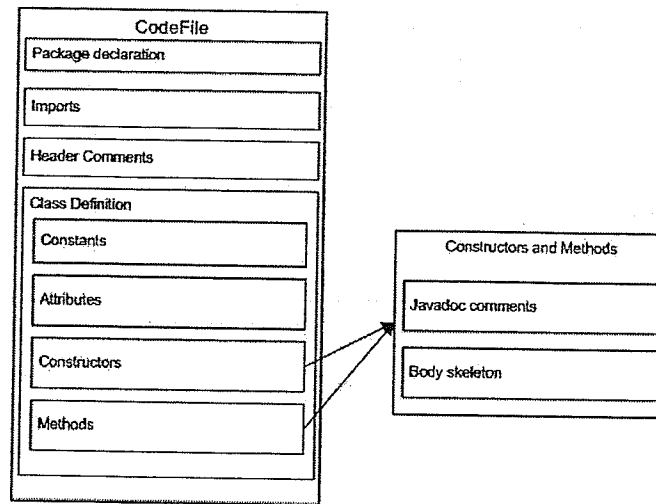 CodeFile
Package declaration
Imports
Header Comments
Class Definition
Constants
Attributes
Constructors
Methods
Constructors and Methods
Javadoc comments
Body skeleton